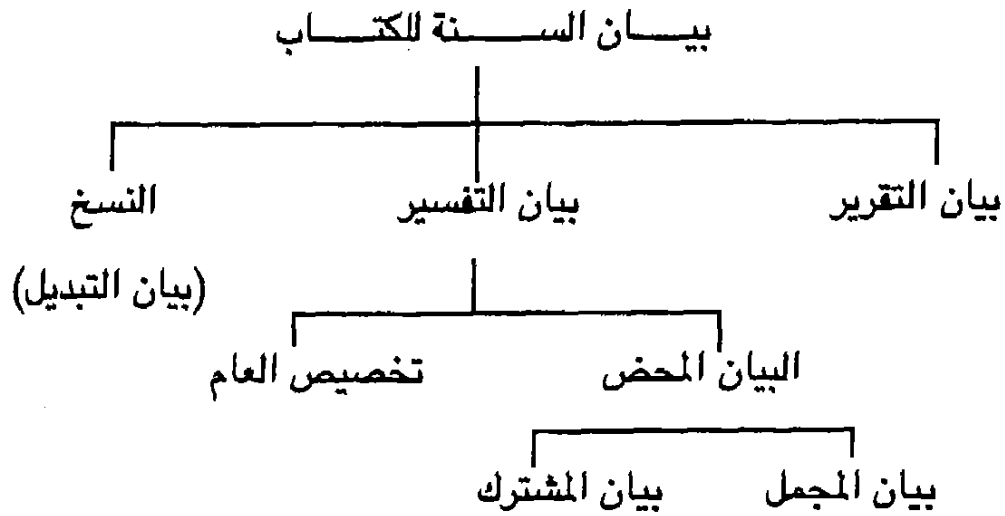 بيان السنة للكتاب
بيان التقرير بيان التفسير النسخ
(بيان التبديل)
البيان المحض تخصيص العام
بيان المجمل بيان المشترك